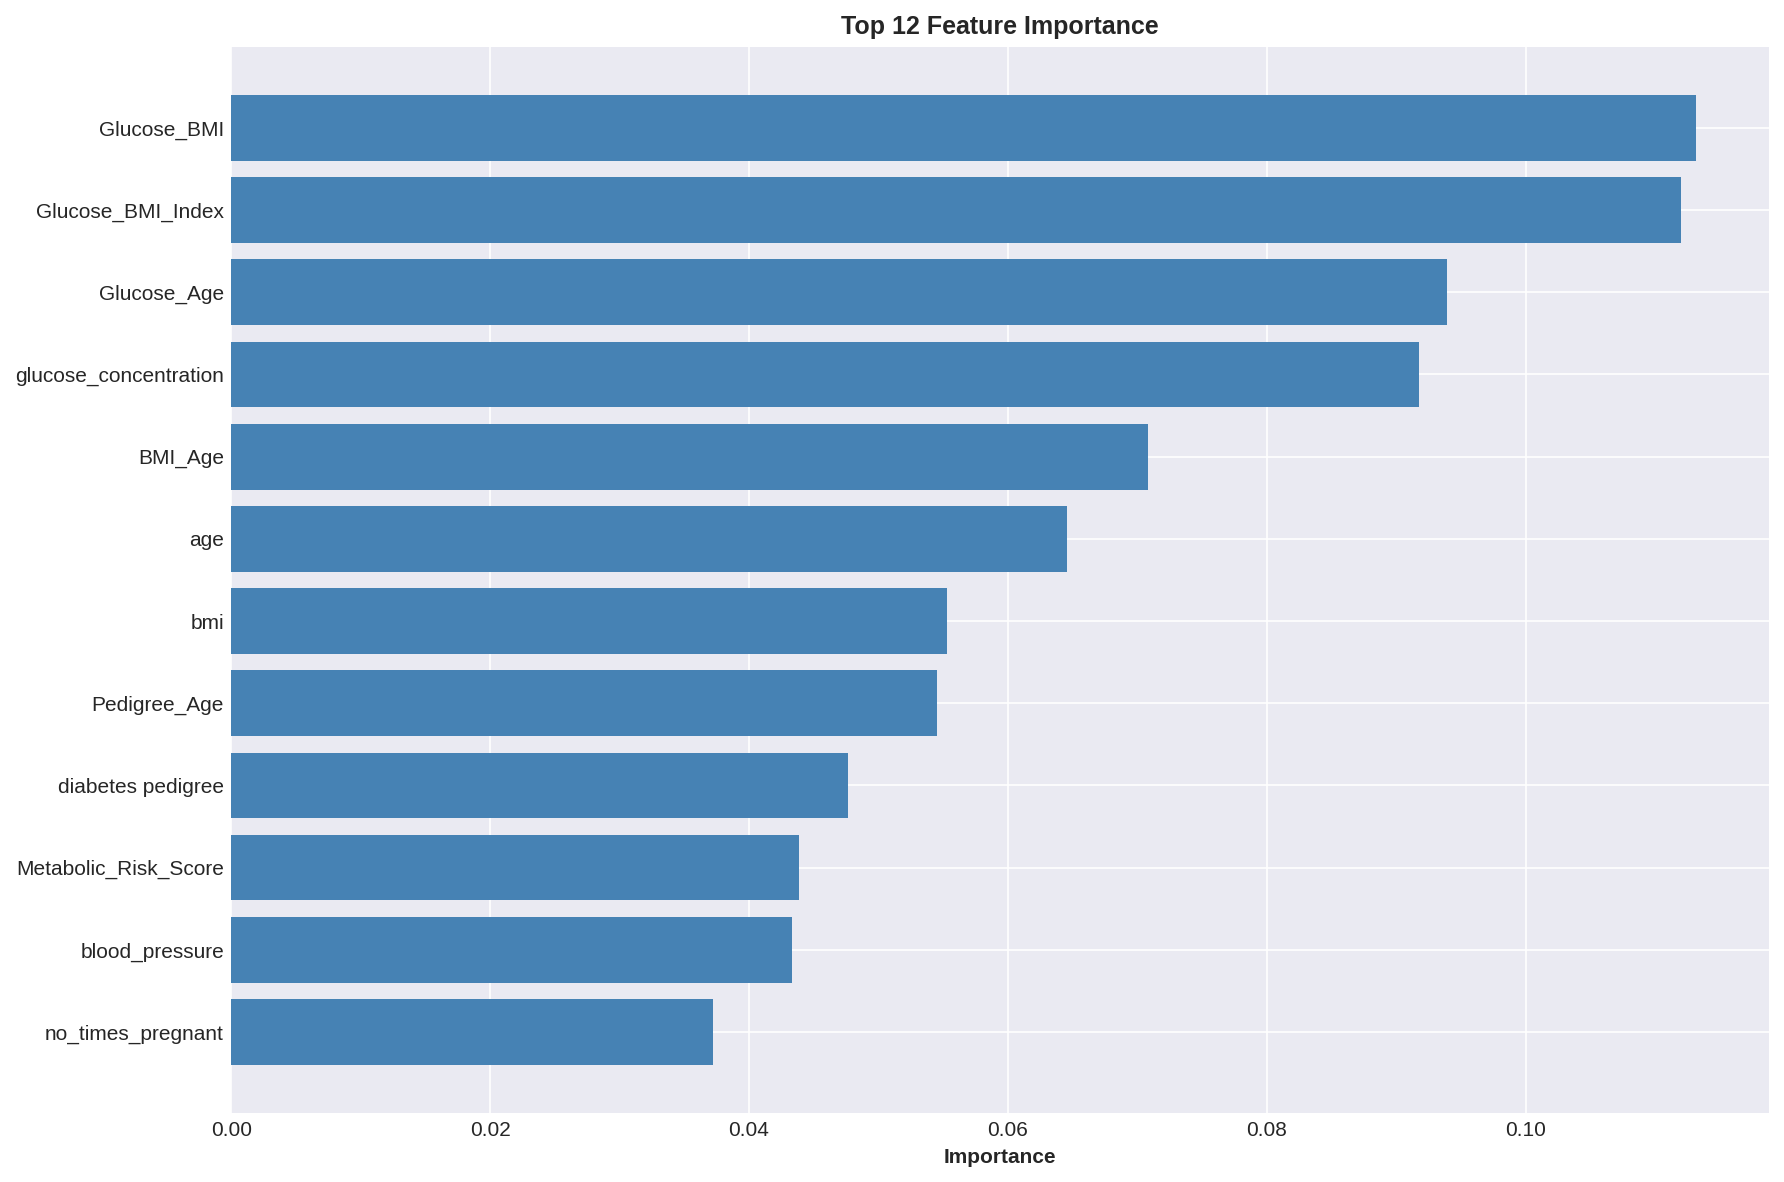 Top 12 Feature Importance
Glucose_BMI
Glucose_BMI_Index
Glucose_Age
glucose_concentration
BMI_Age
age
bmi
Pedigree_Age
diabetes pedigree
Metabolic_Risk_Score
blood_pressure
no_times_pregnant
0.00 0.02 0.04 0.06 0.08 0.10
Importance